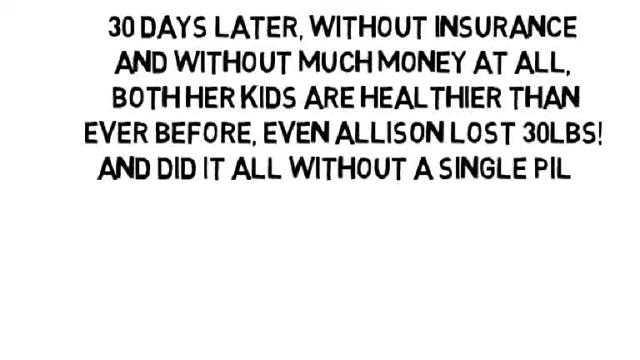 30 DAYS LATER, WITHOUT INSURANCE
AND WITHOUT MUCH MONEY AT ALL,
BOTH HER KIDS ARE HEALTHIER THAN
EVER BEFORE, EVEN ALLISON LOST 30LBS!
AND DID IT ALL WITHOUT A SINGLE PIL